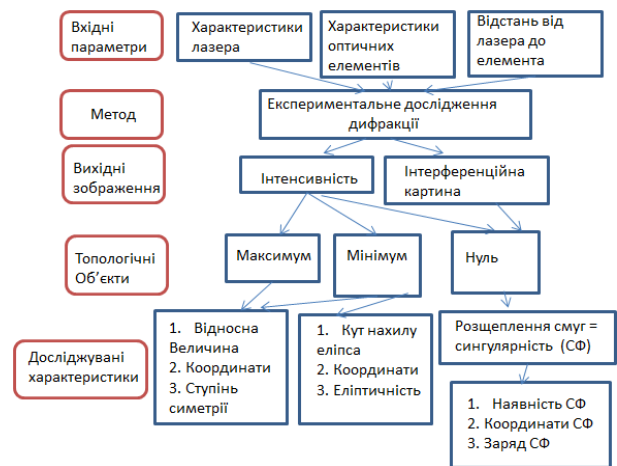 Вхідні
параметри
Характеристики
лазера
Характеристики
оптичних
елементів
Відстань від
лазера до
елемента
Метод
Експериментальне дослідження
дифракції
Вихідні
зображення
Інтенсивність
Інтерференційна
картина
Топологічні
Об’єкти
Максимум
Мінімум
Нуль
Досліджувані
характеристики
1. Відносна
Величина
2. Координати
3. Ступінь
симетрії
1. Кут нахилу
еліпса
2. Координати
3. Еліптичність
Розщеплення смуг =
сингулярність (СФ)
1. Наявність СФ
2. Координати СФ
3. Заряд СФ